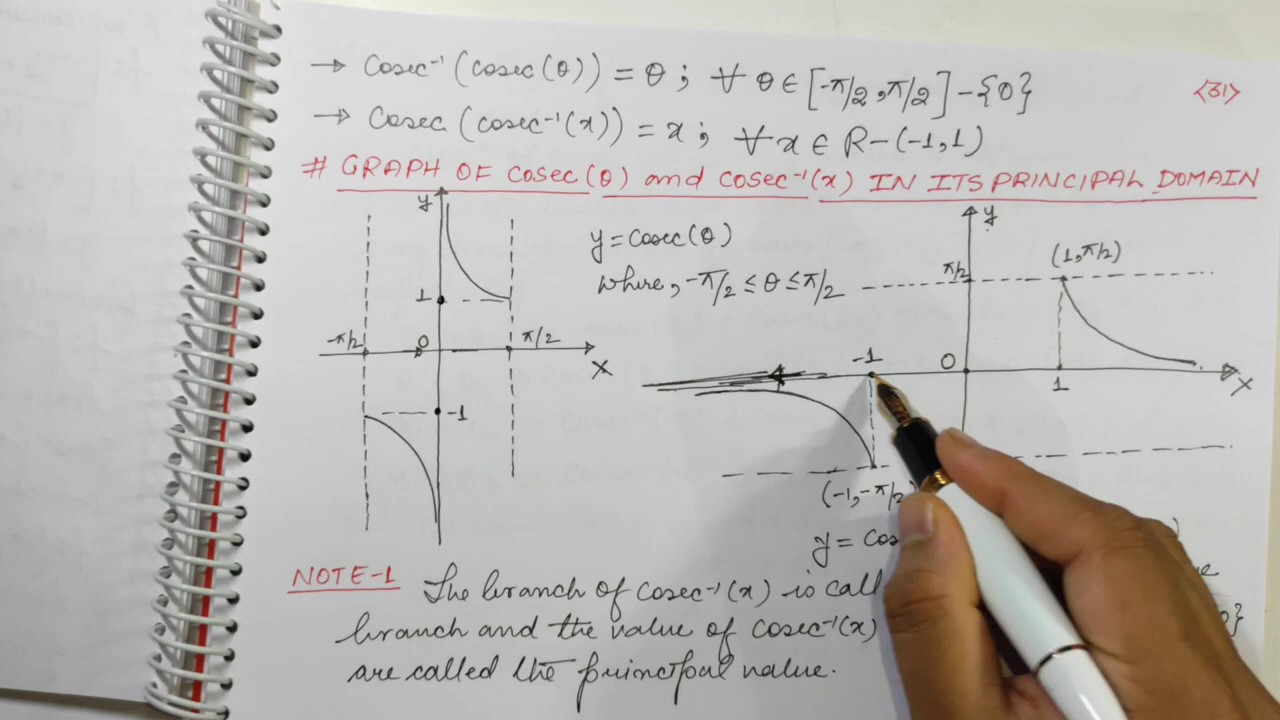 → Cosec⁻¹(cosec(θ)) = θ ; ∀ θ ∈ [-π/2, π/2] - {0}
<31>
→ Cosec(cosec⁻¹(x)) = x ; ∀ x ∈ R - (-1, 1)
# GRAPH OF cosec(θ) and cosec⁻¹(x) IN ITS PRINCIPAL DOMAIN
y
1
-π/2
0
π/2
X
-1
y = cosec(θ)
where, -π/2 ≤ θ ≤ π/2
y
π/2
(1, π/2)
-1
0
1
X
(-1, -π/2
y = cos
NOTE-1 The branch of cosec⁻¹(x) is call
branch and the value of cosec⁻¹(x)
are called the principal value.